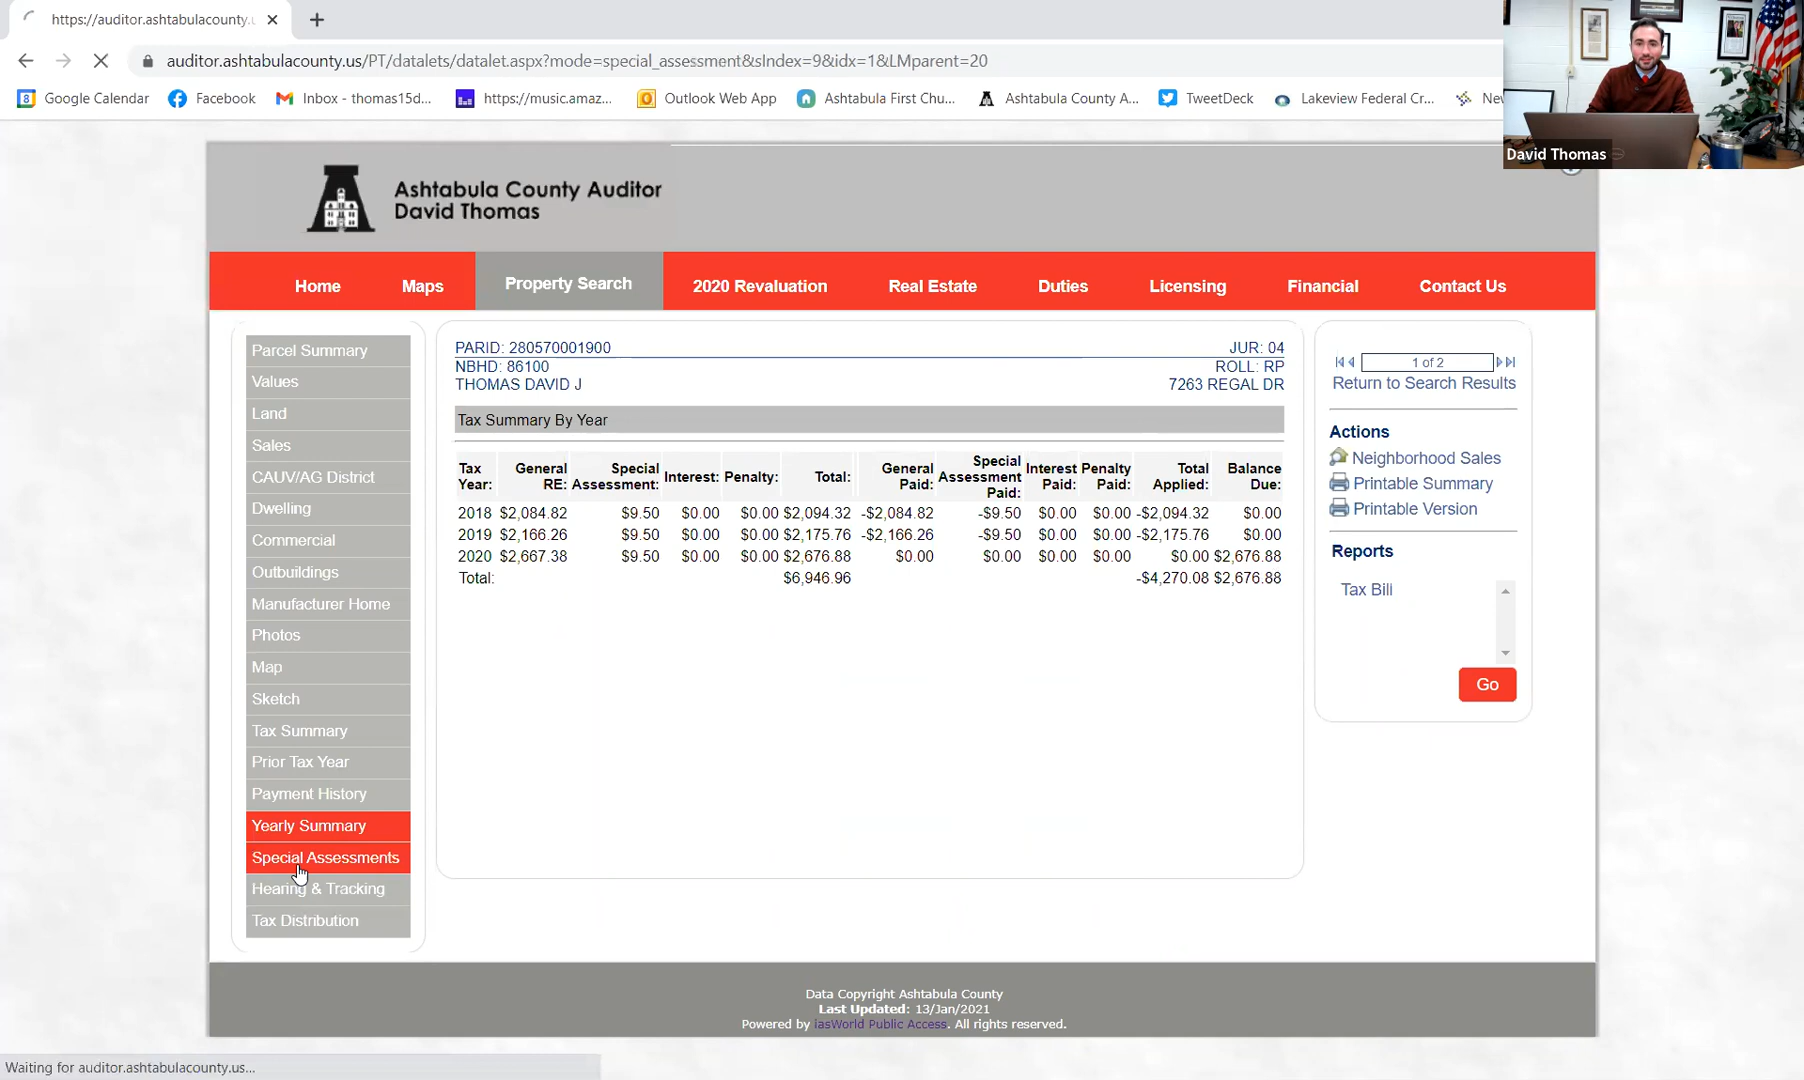 https://auditor.ashtabulacounty.
auditor.ashtabulacounty.us/PT/datalets/datalet.aspx?mode=special_assessment&sIndex=9&idx=1&LMparent=20
Google Calendar Facebook Inbox - thomas15d... https://music.amaz... Outlook Web App Ashtabula First Chu... Ashtabula County A... TweetDeck Lakeview Federal Cr... Nev
David Thomas
Ashtabula County Auditor
David Thomas
Home Maps Property Search 2020 Revaluation Real Estate Duties Licensing Financial Contact Us
Parcel Summary
Values
Land
Sales
CAUV/AG District
Dwelling
Commercial
Outbuildings
Manufacturer Home
Photos
Map
Sketch
Tax Summary
Prior Tax Year
Payment History
Yearly Summary
Special Assessments
Hearing & Tracking
Tax Distribution
PARID: 280570001900 JUR: 04
NBHD: 86100 ROLL: RP
THOMAS DAVID J 7263 REGAL DR
Tax Summary By Year
Tax Year: General RE: Special Assessment: Interest: Penalty: Total: General Paid: Special Assessment Paid: Interest Paid: Penalty Paid: Total Applied: Balance Due:
2018 $2,084.82 $9.50 $0.00 $0.00 $2,094.32 -$2,084.82 -$9.50 $0.00 $0.00 -$2,094.32 $0.00
2019 $2,166.26 $9.50 $0.00 $0.00 $2,175.76 -$2,166.26 -$9.50 $0.00 $0.00 -$2,175.76 $0.00
2020 $2,667.38 $9.50 $0.00 $0.00 $2,676.88 $0.00 $0.00 $0.00 $0.00 $0.00 $2,676.88
Total: $6,946.96 -$4,270.08 $2,676.88
1 of 2
Return to Search Results
Actions
Neighborhood Sales
Printable Summary
Printable Version
Reports
Tax Bill
Go
Data Copyright Ashtabula County
Last Updated: 13/Jan/2021
Powered by iasWorld Public Access. All rights reserved.
Waiting for auditor.ashtabulacounty.us...